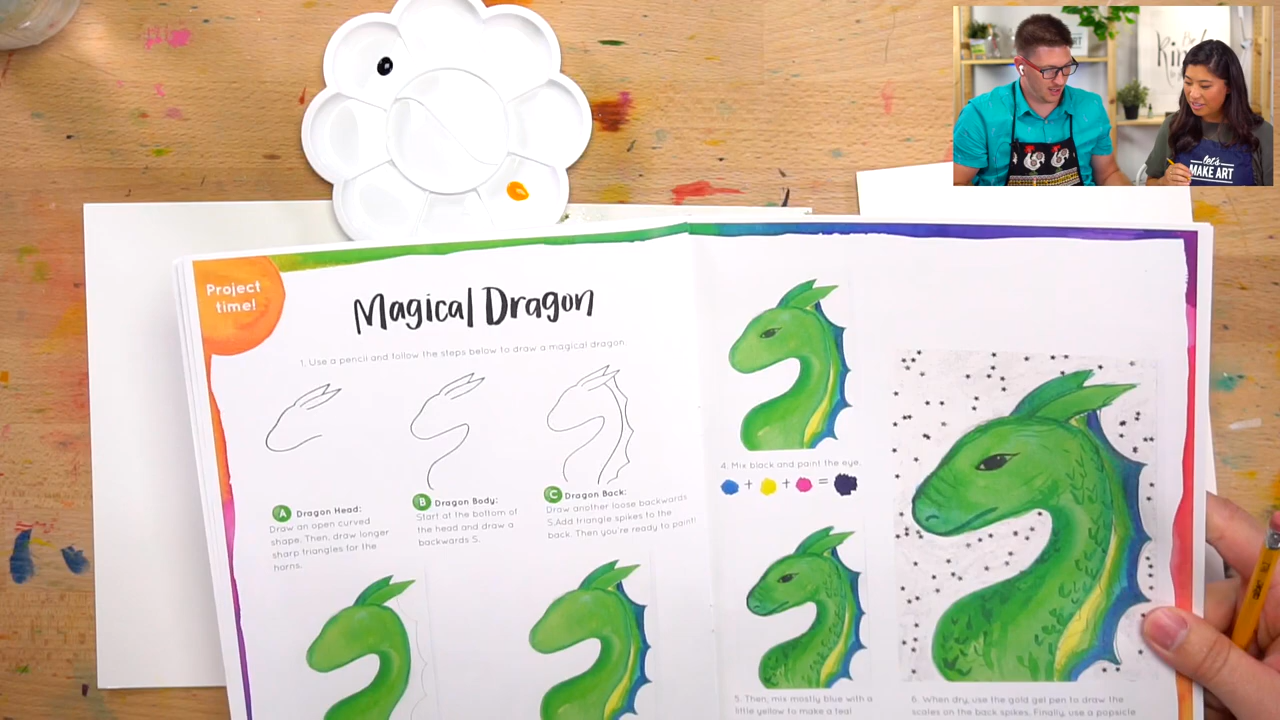 Project
time!
Magical Dragon
1. Use a pencil and follow the steps below to draw a magical dragon.
A Dragon Head:
Draw an open curved
shape. Then, draw longer
sharp triangles for the
horns.
B Dragon Body:
Start at the bottom of
the head and draw a
backwards S.
C Dragon Back:
Draw another loose backwards
S.Add triangle spikes to the
back. Then you're ready to paint!
4. Mix black and paint the eye.
+ + =
5. Then, mix mostly blue with a
little yellow to make a teal
6. When dry, use the gold gel pen to draw the
scales on the back spikes. Finally, use a popsicle
let's
MAKE ART